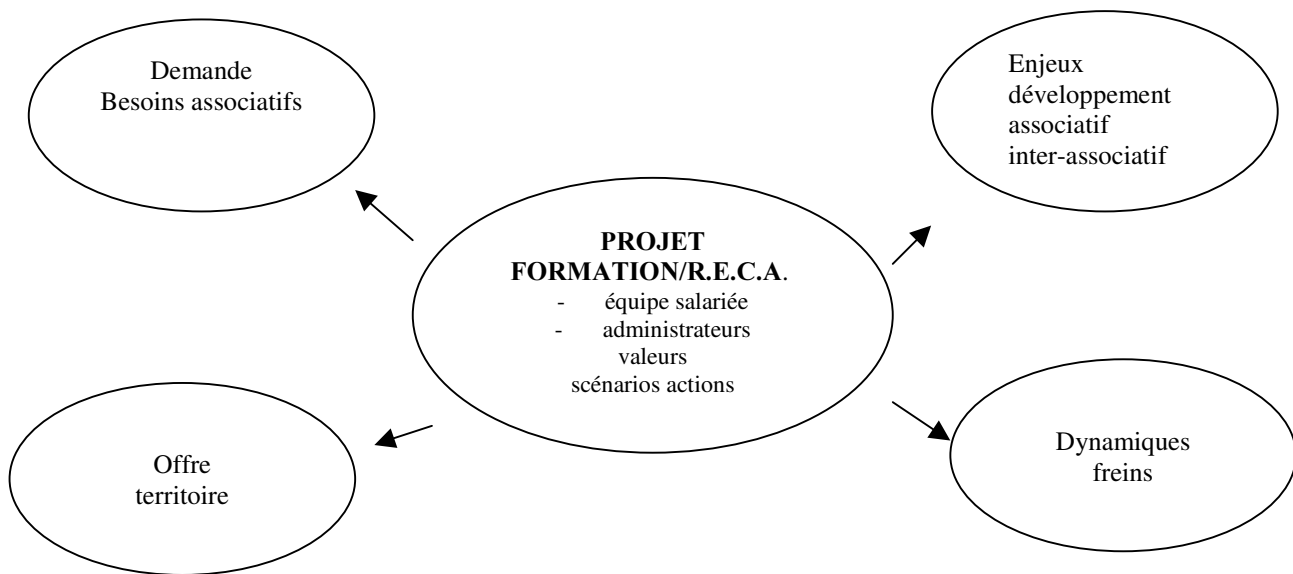 Demande
Besoins associatifs
Enjeux
développement
associatif
inter-associatif
PROJET
FORMATION/R.E.C.A.
- équipe salariée
- administrateurs
valeurs
scénarios actions
Offre
territoire
Dynamiques
freins